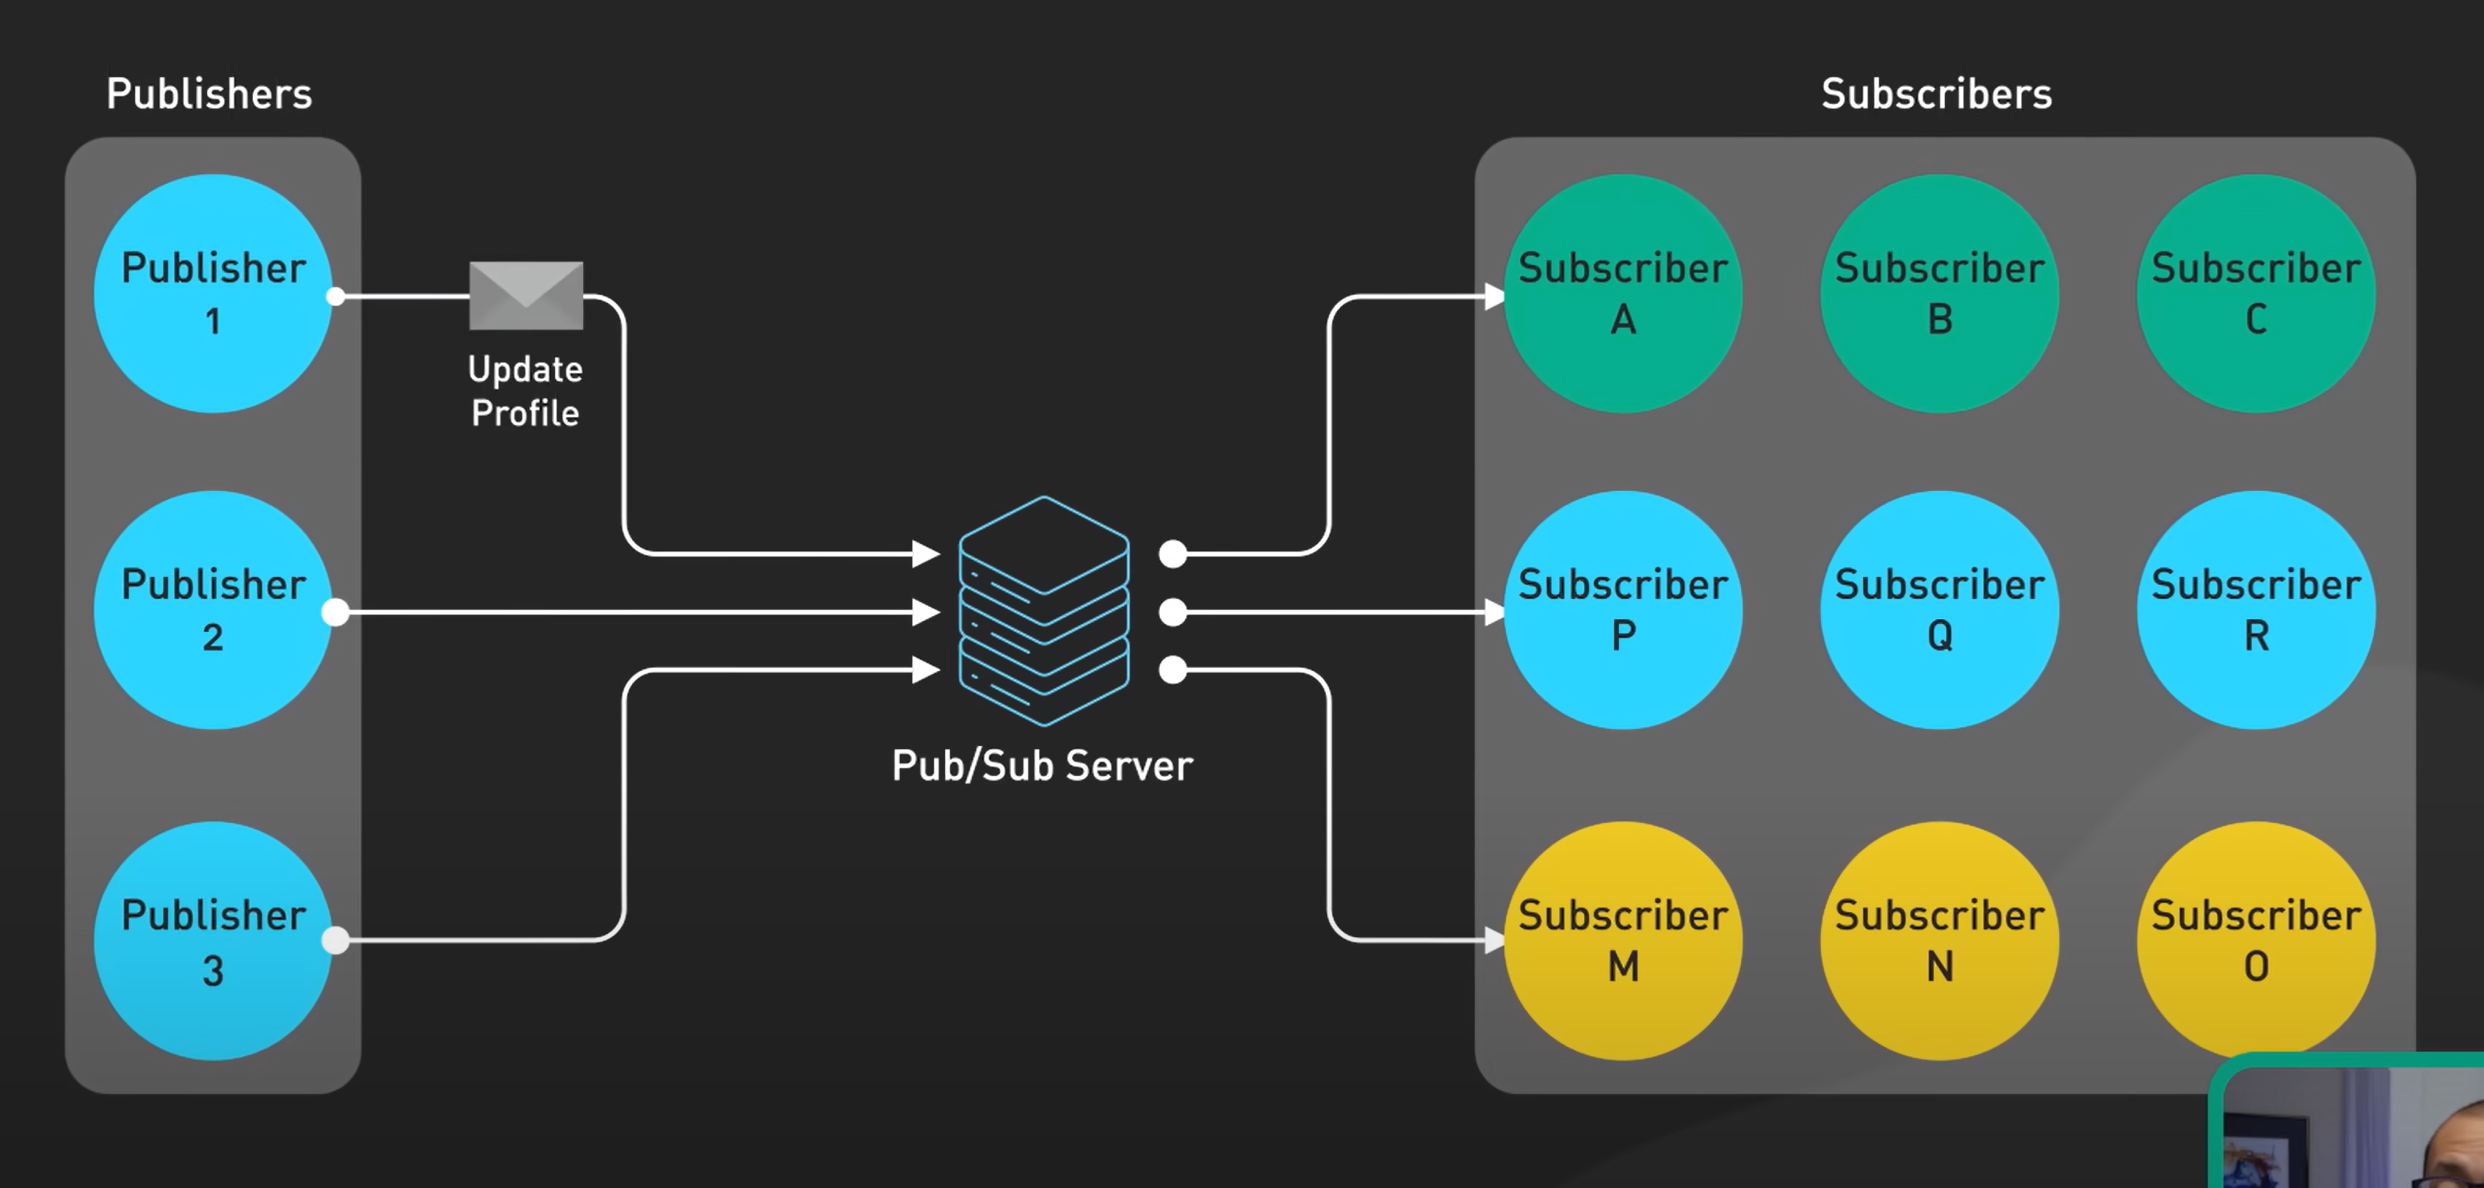 Publishers
Subscribers
Publisher
1
Update
Profile
Subscriber
A
Subscriber
B
Subscriber
C
Publisher
2
Pub/Sub Server
Subscriber
P
Subscriber
Q
Subscriber
R
Publisher
3
Subscriber
M
Subscriber
N
Subscriber
O